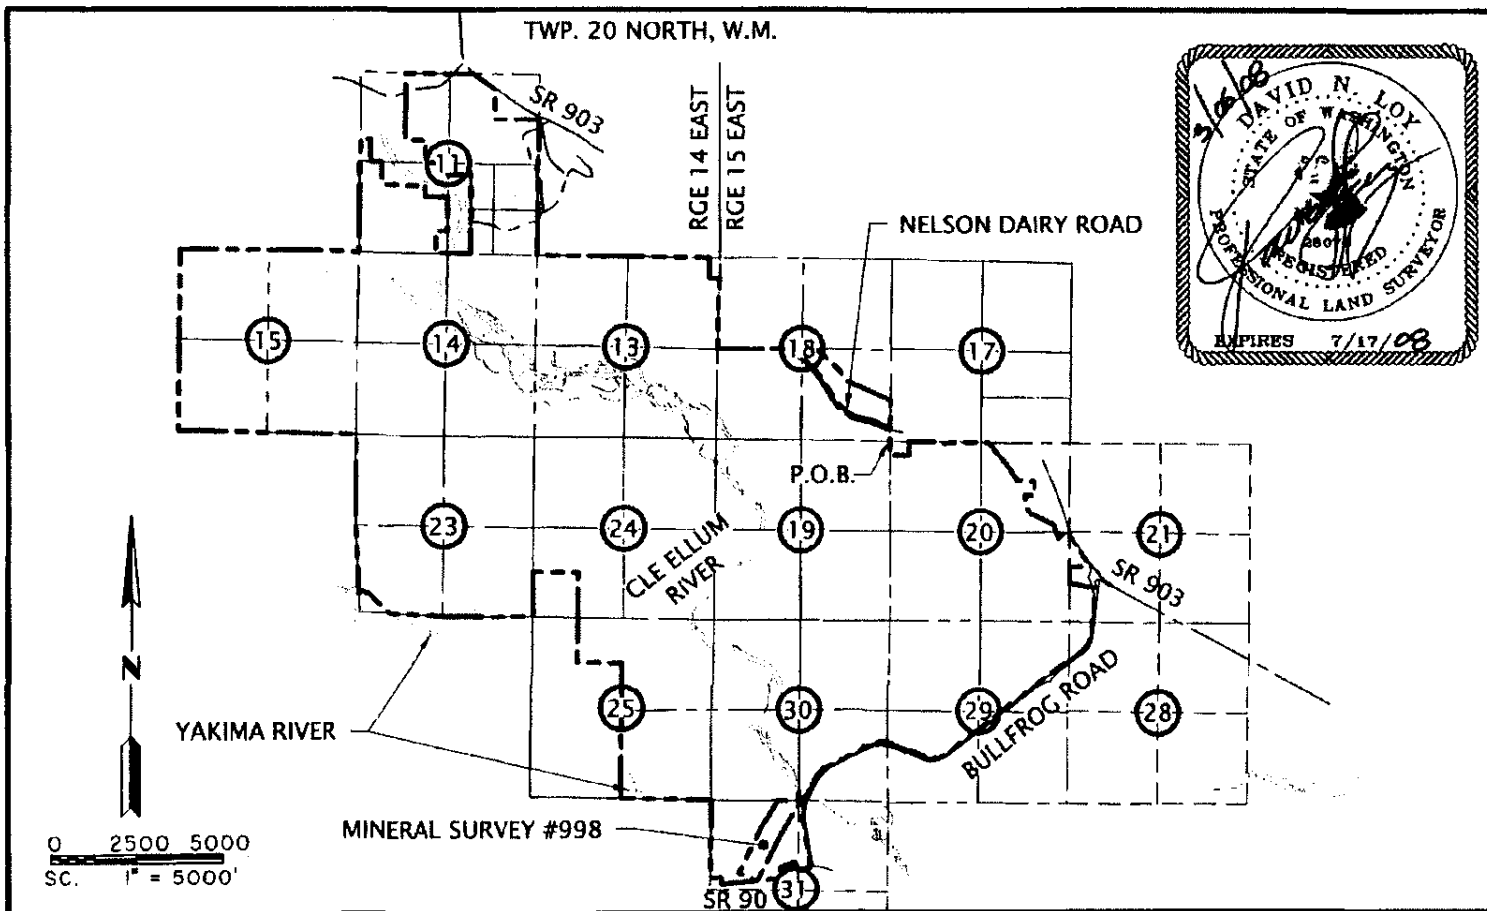 TWP. 20 NORTH, W.M.
SR 903
RGE 14 EAST
RGE 15 EAST
3/06/08
DAVID N. LOY
STATE OF WASHINGTON
REGISTERED
PROFESSIONAL LAND SURVEYOR
EXPIRES 7/17/08
11
NELSON DAIRY ROAD
15
14
13
18
17
P.O.B.
23
24
19
20
21
CLE ELLUM
RIVER
SR 903
N
YAKIMA RIVER
25
30
29
28
BULLFROG ROAD
MINERAL SURVEY #998
0 2500 5000
SC. 1" = 5000'
SR 90
31